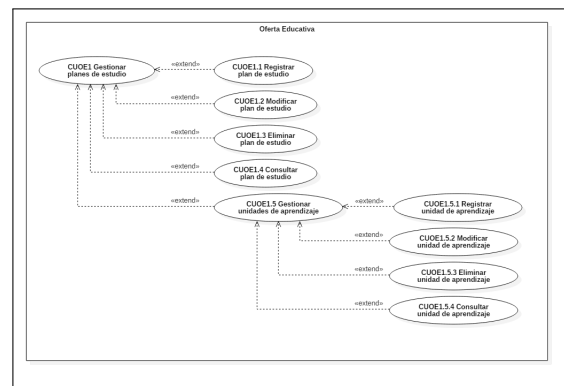 Oferta Educativa
CUOE1 Gestionar
planes de estudio
«extend»
CUOE1.1 Registrar
plan de estudio
«extend»
CUOE1.2 Modificar
plan de estudio
«extend»
CUOE1.3 Eliminar
plan de estudio
«extend»
CUOE1.4 Consultar
plan de estudio
«extend»
CUOE1.5 Gestionar
unidades de aprendizaje
«extend»
CUOE1.5.1 Registrar
unidad de aprendizaje
«extend»
CUOE1.5.2 Modificar
unidad de aprendizaje
«extend»
CUOE1.5.3 Eliminar
unidad de aprendizaje
«extend»
CUOE1.5.4 Consultar
unidad de aprendizaje